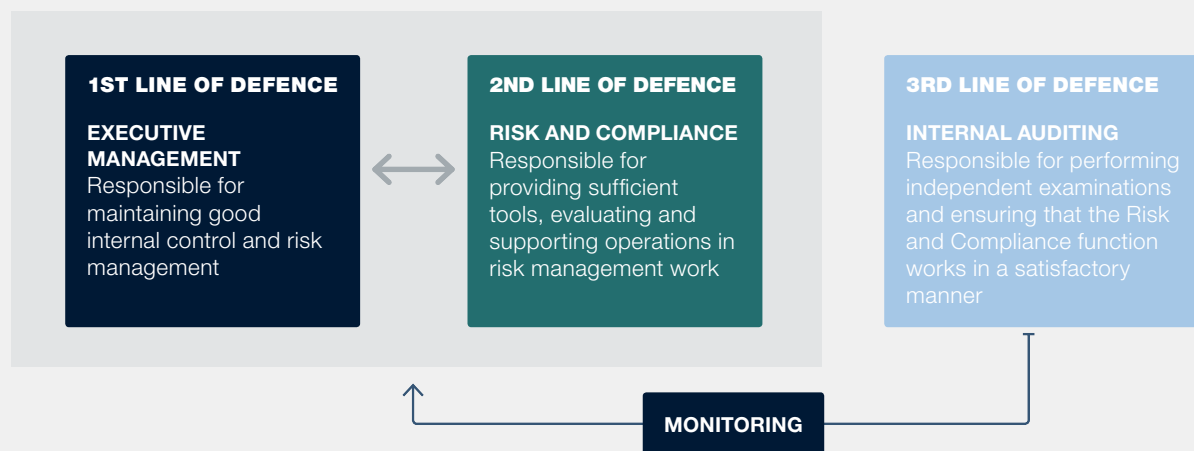 1ST LINE OF DEFENCE
EXECUTIVE
MANAGEMENT
Responsible for
maintaining good
internal control and risk
management
2ND LINE OF DEFENCE
RISK AND COMPLIANCE
Responsible for
providing sufficient
tools, evaluating and
supporting operations in
risk management work
3RD LINE OF DEFENCE
INTERNAL AUDITING
Responsible for performing
independent examinations
and ensuring that the Risk
and Compliance function
works in a satisfactory
manner
MONITORING